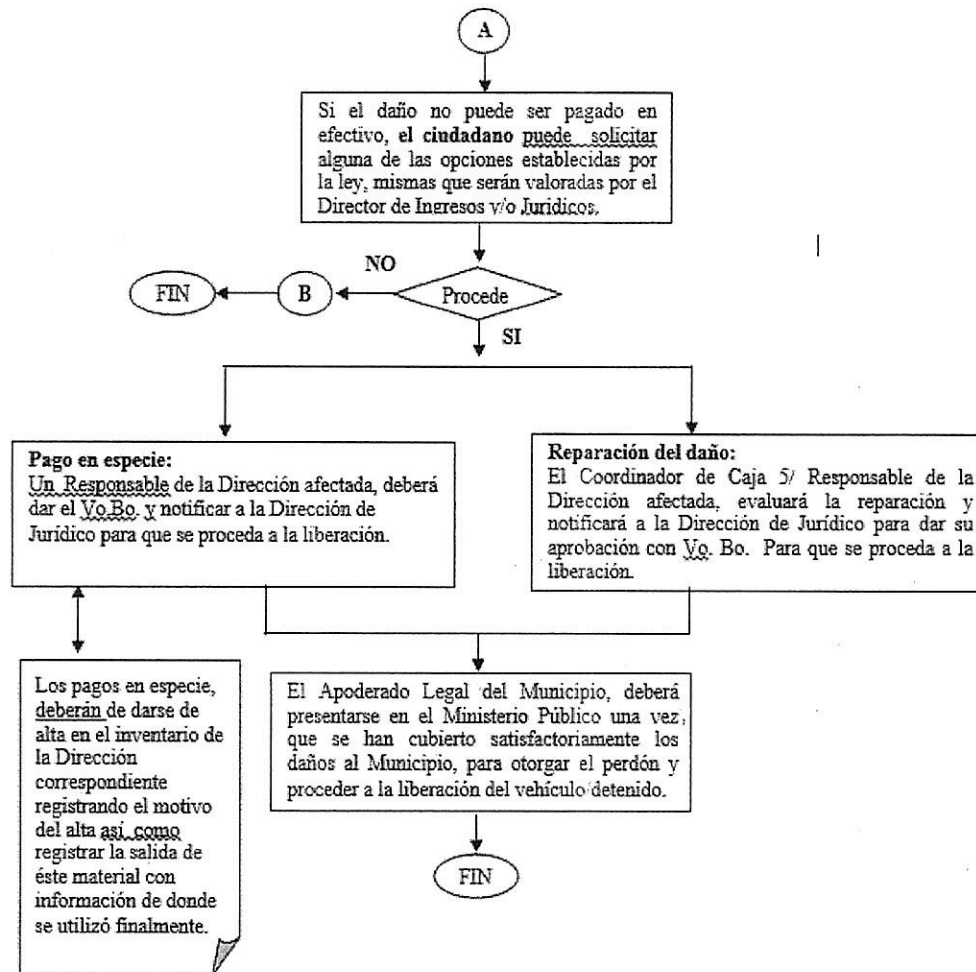 A
Si el daño no puede ser pagado en
efectivo, el ciudadano puede solicitar
alguna de las opciones establecidas por
la ley, mismas que serán valoradas por el
Director de Ingresos y/o Jurídicos.
NO
FIN
B
Procede
SI
Pago en especie:
Un Responsable de la Dirección afectada, deberá
dar el Vo.Bo. y notificar a la Dirección de
Jurídico para que se proceda a la liberación.
Reparación del daño:
El Coordinador de Caja 5/ Responsable de la
Dirección afectada, evaluará la reparación y
notificará a la Dirección de Jurídico para dar su
aprobación con Vo. Bo. Para que se proceda a la
liberación.
Los pagos en especie,
deberán de darse de
alta en el inventario de
la Dirección
correspondiente
registrando el motivo
del alta así como
registrar la salida de
éste material con
información de donde
se utilizó finalmente.
El Apoderado Legal del Municipio, deberá
presentarse en el Ministerio Público una vez,
que se han cubierto satisfactoriamente los
daños al Municipio, para otorgar el perdón y
proceder a la liberación del vehículo detenido.
FIN